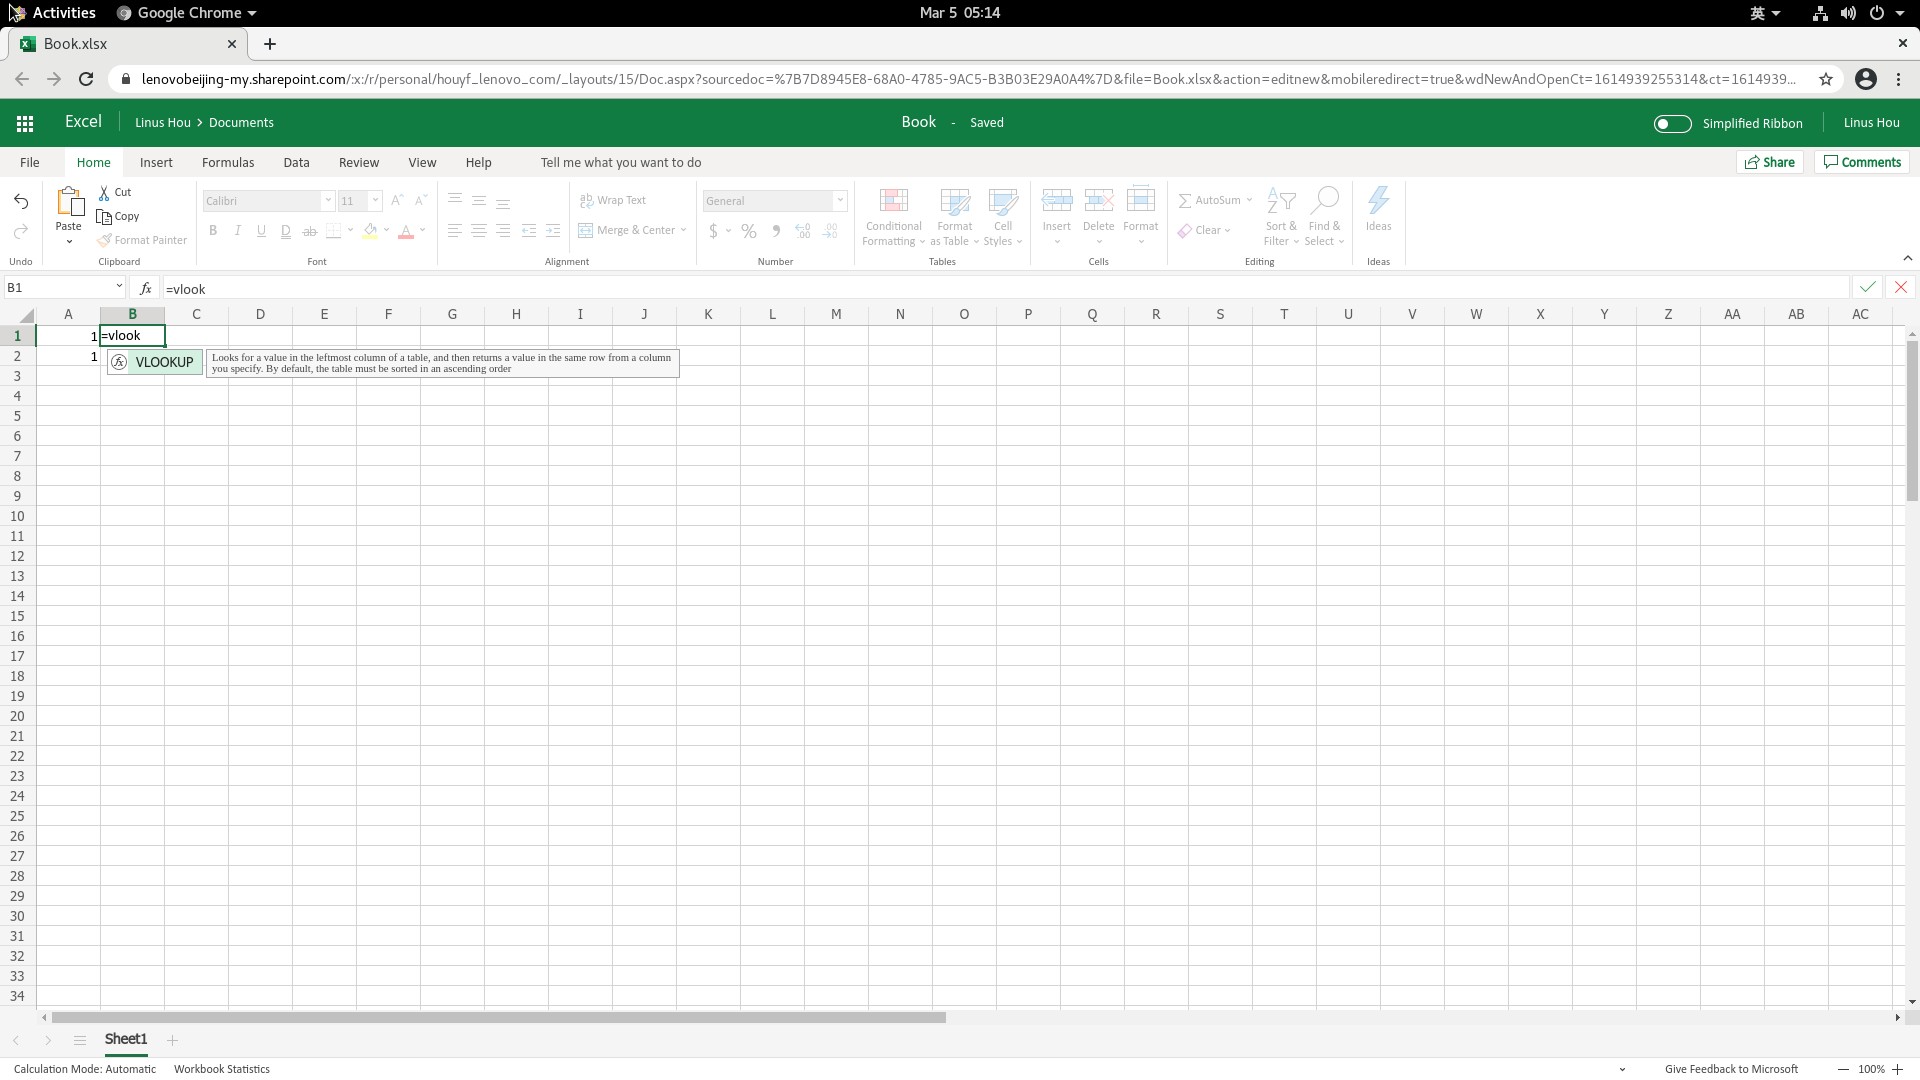 Activities Google Chrome Mar 5 05:14 英
Book.xlsx
lenovobeijing-my.sharepoint.com/:x:/r/personal/houyf_lenovo_com/_layouts/15/Doc.aspx?sourcedoc=%7B7D8945E8-68A0-4785-9AC5-B3B03E29A0A4%7D&file=Book.xlsx&action=editnew&mobileredirect=true&wdNewAndOpenCt=1614939255314&ct=1614939...
Excel Linus Hou > Documents Book - Saved Simplified Ribbon Linus Hou
File Home Insert Formulas Data Review View Help Tell me what you want to do Share Comments
Cut
Calibri 11 A^ A˅ Wrap Text General AutoSum
Copy
Paste Conditional Format Cell Insert Delete Format Sort & Find & Ideas
B I U D ab A Merge & Center $ % , .00 .00 Clear
Format Painter Formatting as Table Styles Filter Select
Undo Clipboard Font Alignment Number Tables Cells Editing Ideas
B1 fx =vlook
A B C D E F G H I J K L M N O P Q R S T U V W X Y Z AA AB AC
1 1 =vlook
2 1 fx VLOOKUP Looks for a value in the leftmost column of a table, and then returns a value in the same row from a column
you specify. By default, the table must be sorted in an ascending order
3
4
5
6
7
8
9
10
11
12
13
14
15
16
17
18
19
20
21
22
23
24
25
26
27
28
29
30
31
32
33
34
Sheet1
Calculation Mode: Automatic Workbook Statistics Give Feedback to Microsoft 100%